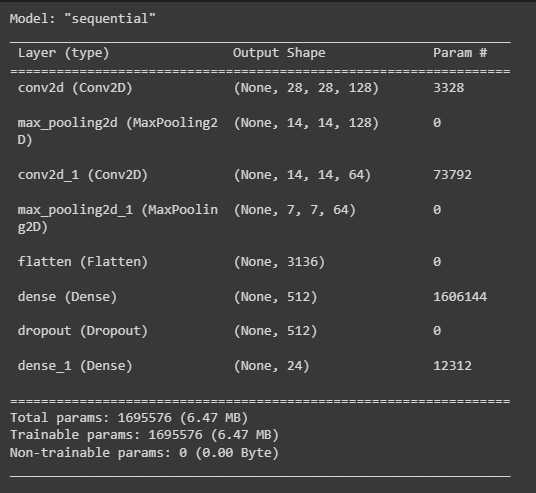 Model: "sequential"
_________________________________________________________________
Layer (type) Output Shape Param #
=================================================================
conv2d (Conv2D) (None, 28, 28, 128) 3328
max_pooling2d (MaxPooling2 (None, 14, 14, 128) 0
D)
conv2d_1 (Conv2D) (None, 14, 14, 64) 73792
max_pooling2d_1 (MaxPoolin (None, 7, 7, 64) 0
g2D)
flatten (Flatten) (None, 3136) 0
dense (Dense) (None, 512) 1606144
dropout (Dropout) (None, 512) 0
dense_1 (Dense) (None, 24) 12312
=================================================================
Total params: 1695576 (6.47 MB)
Trainable params: 1695576 (6.47 MB)
Non-trainable params: 0 (0.00 Byte)
_________________________________________________________________